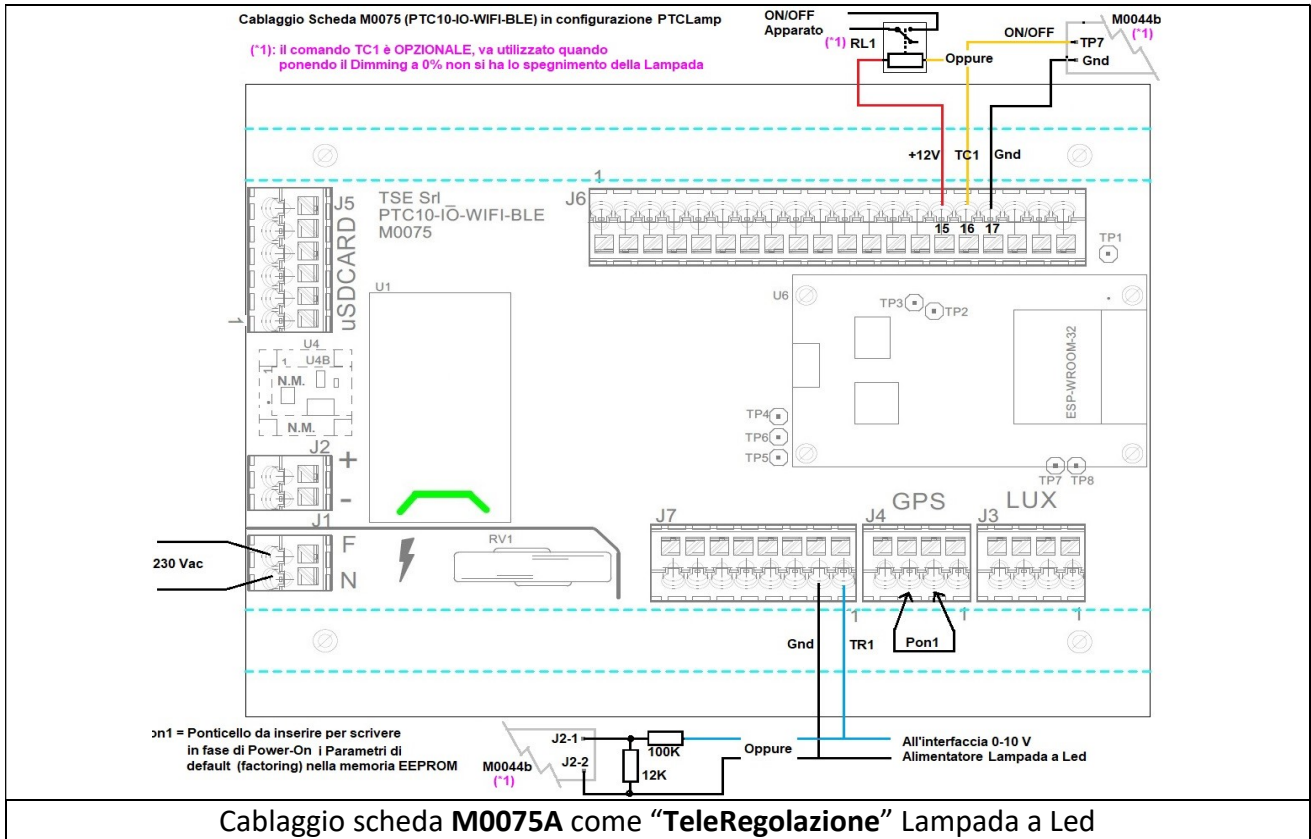 Cablaggio Scheda M0075 (PTC10-IO-WIFI-BLE) in configurazione PTCLamp
(*1): il comando TC1 è OPZIONALE, va utilizzato quando
ponendo il Dimming a 0% non si ha lo spegnimento della Lampada
ON/OFF
Apparato
(*1) RL1
Oppure
ON/OFF
M0044b
(*1)
TP7
Gnd
+12V
TC1
Gnd
1
J6
15
16
17
TP1
J5
uSDCARD
1
TSE Srl_
PTC10-IO-WIFI-BLE
M0075
U1
U6
TP3
TP2
ESP-WROOM-32
U4
1
U4B
N.M.
N.M.
TP4
TP6
TP5
TP7
TP8
J2
+
-
J1
F
N
230 Vac
RV1
J7
1
GPS
J4
1
LUX
J3
1
Gnd
TR1
Pon1
on1 = Ponticello da inserire per scrivere
in fase di Power-On i Parametri di
default (factoring) nella memoria EEPROM
M0044b
(*1)
J2-1
J2-2
100K
12K
Oppure
All'interfaccia 0-10 V
Alimentatore Lampada a Led
Cablaggio scheda M0075A come “TeleRegolazione” Lampada a Led